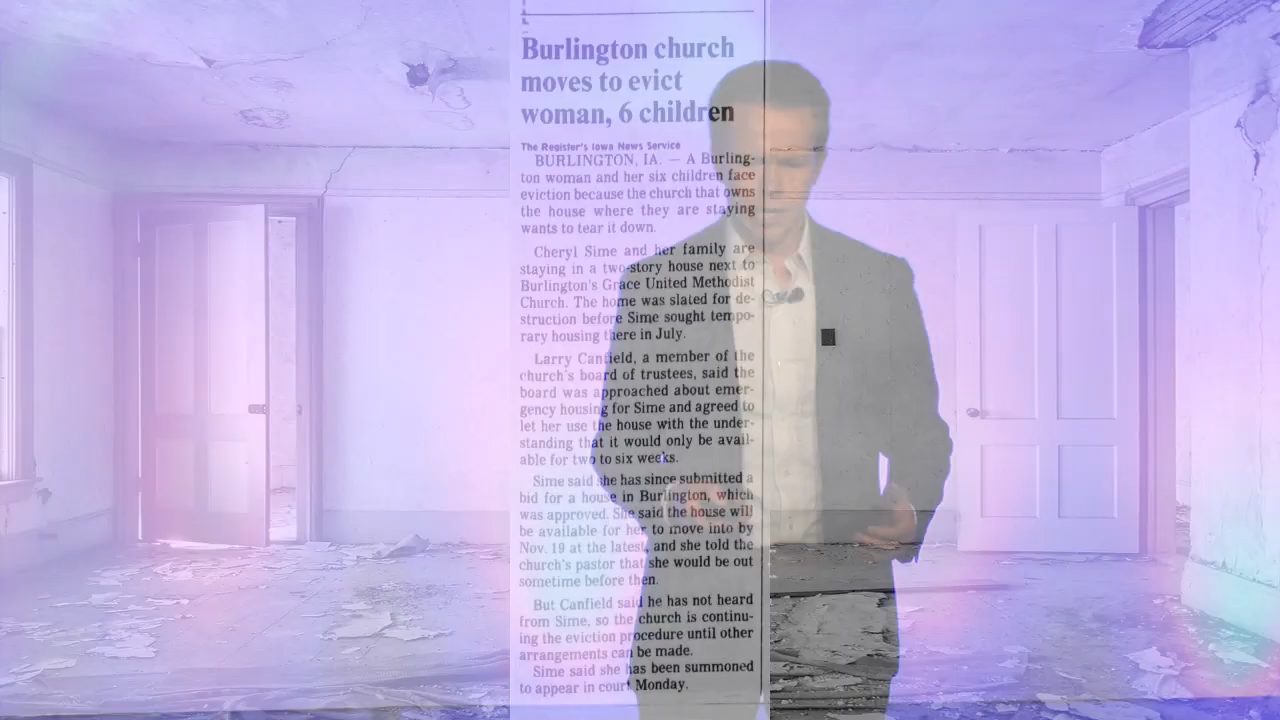 Burlington church
moves to evict
woman, 6 children
The Register's Iowa News Service
BURLINGTON, IA. — A Burling-
ton woman and her six children face
eviction because the church that owns
the house where they are staying
wants to tear it down.
Cheryl Sime and her family are
staying in a two-story house next to
Burlington's Grace United Methodist
Church. The home was slated for de-
struction before Sime sought tempo-
rary housing there in July.
Larry Canfield, a member of the
church's board of trustees, said the
board was approached about emer-
gency housing for Sime and agreed to
let her use the house with the under-
standing that it would only be avail-
able for two to six weeks.
Sime said she has since submitted a
bid for a house in Burlington, which
was approved. She said the house will
be available for her to move into by
Nov. 19 at the latest, and she told the
church's pastor that she would be out
sometime before then.
But Canfield said he has not heard
from Sime, so the church is continu-
ing the eviction procedure until other
arrangements can be made.
Sime said she has been summoned
to appear in court Monday.